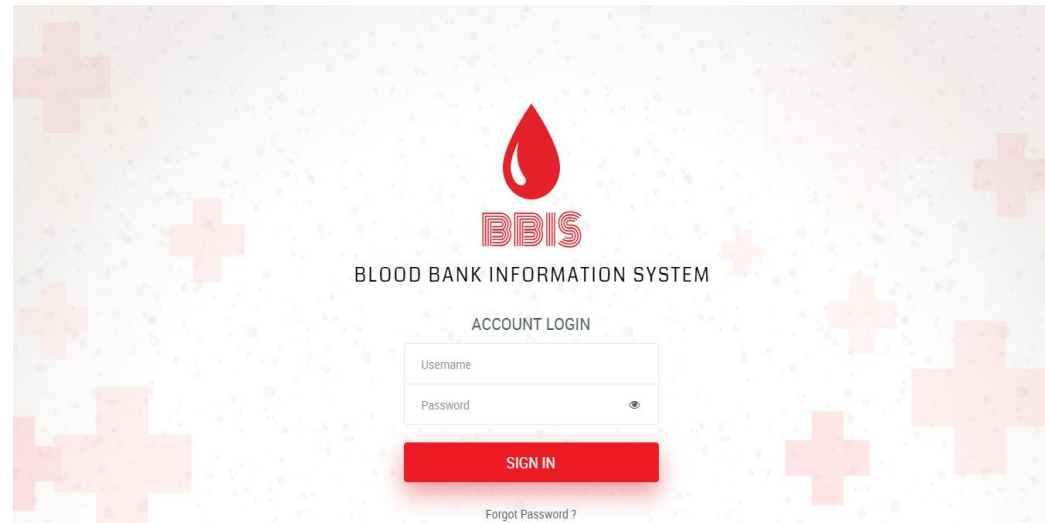 BBIS
BLOOD BANK INFORMATION SYSTEM
ACCOUNT LOGIN
Username
Password
SIGN IN
Forgot Password ?